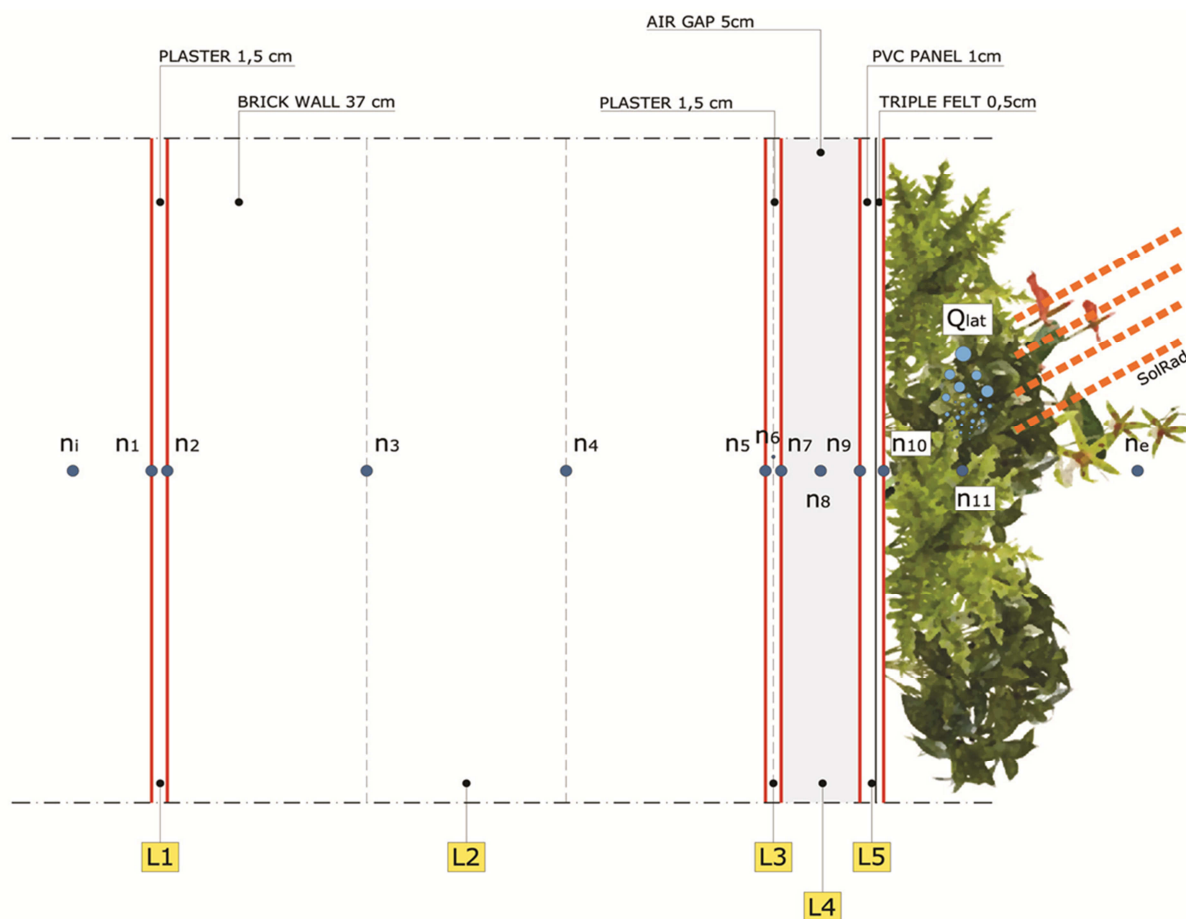 AIR GAP 5cm
PLASTER 1,5 cm
PVC PANEL 1cm
BRICK WALL 37 cm
PLASTER 1,5 cm
TRIPLE FELT 0,5cm
Qlat
SolRad
ni
n1
n2
n3
n4
n5
n6
n7
n9
n10
ne
n8
n11
L1
L2
L3
L5
L4